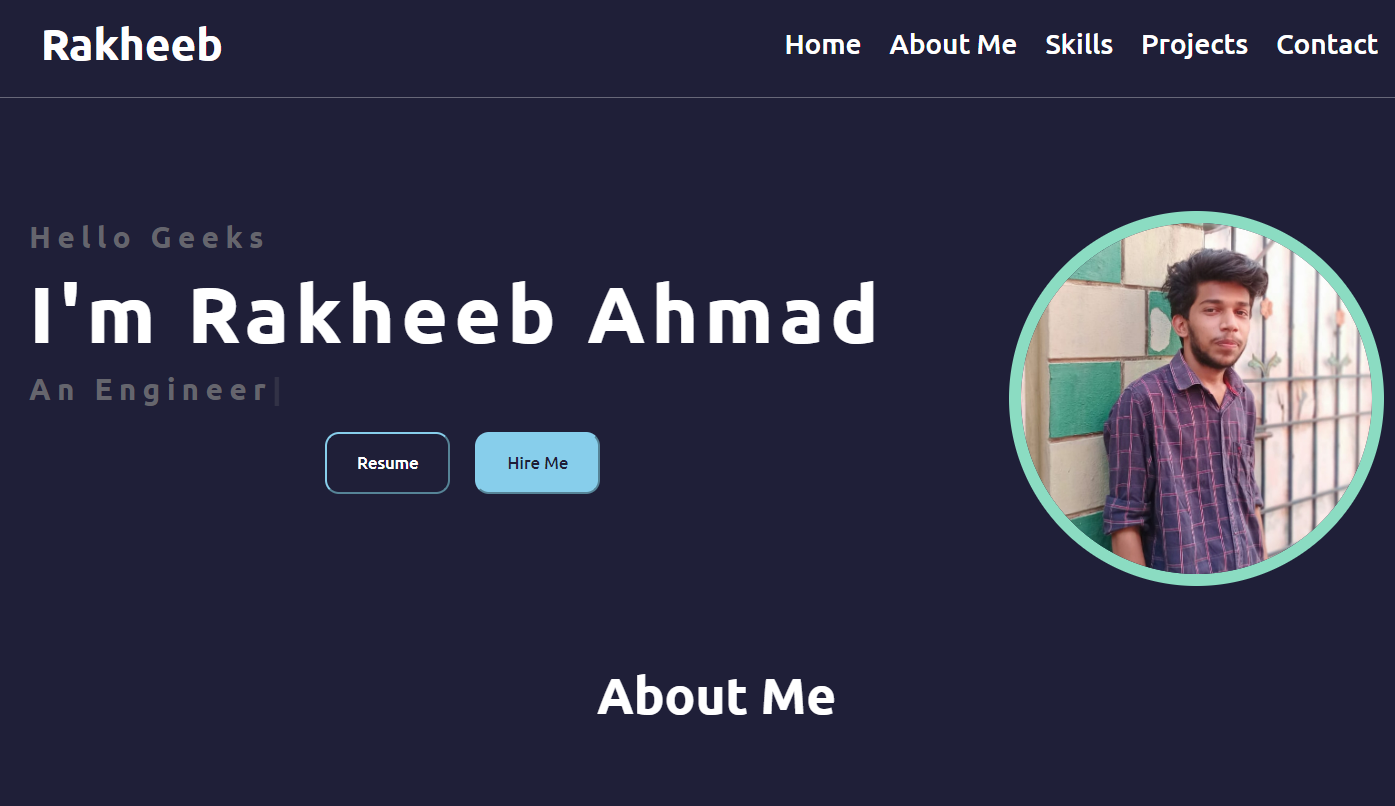 Rakheeb
Home About Me Skills Projects Contact
Hello Geeks
I'm Rakheeb Ahmad
An Engineer|
Resume
Hire Me
About Me